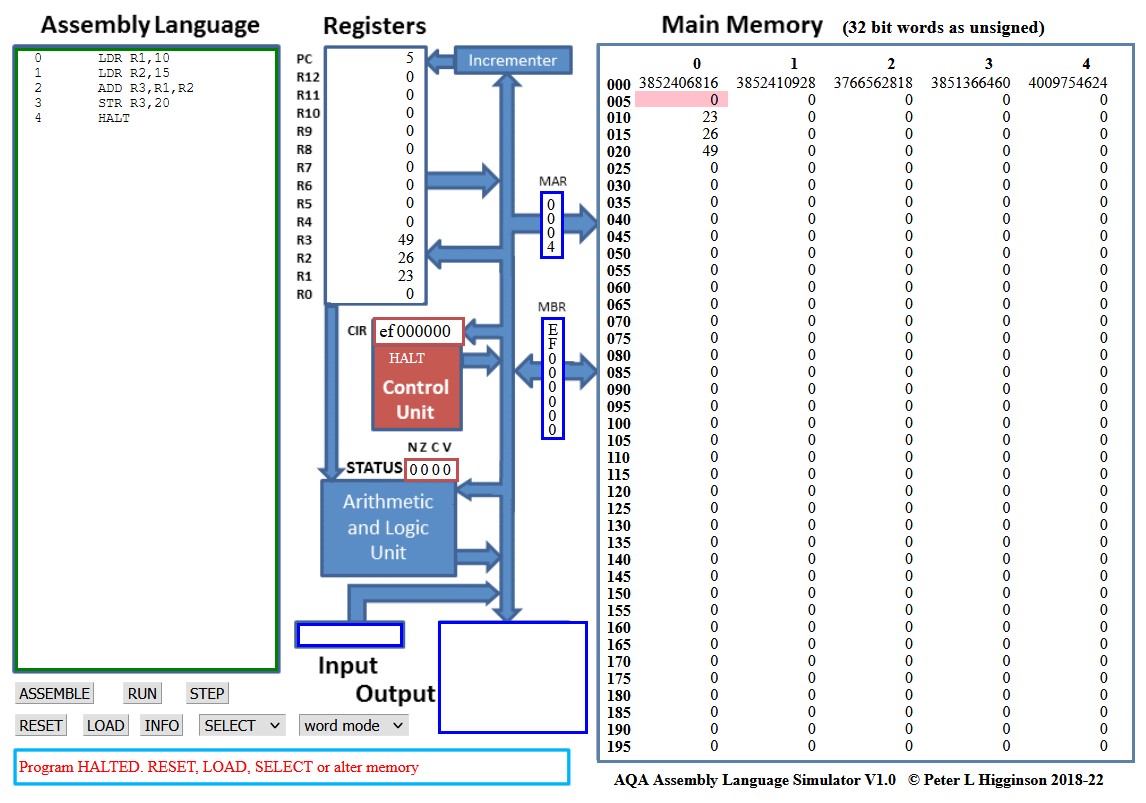 Assembly Language
0 LDR R1,10
1 LDR R2,15
2 ADD R3,R1,R2
3 STR R3,20
4 HALT
ASSEMBLE RUN STEP
RESET LOAD INFO SELECT word mode
Program HALTED. RESET, LOAD, SELECT or alter memory
Registers
PC 5
R12 0
R11 0
R10 0
R9 0
R8 0
R7 0
R6 0
R5 0
R4 0
R3 49
R2 26
R1 23
R0 0
Incrementer
MAR
0
0
0
4
MBR
E
F
0
0
0
0
0
0
CIR ef000000
HALT
Control
Unit
N Z C V
STATUS 0 0 0 0
Arithmetic
and Logic
Unit
Input
Output
Main Memory (32 bit words as unsigned)
0 1 2 3 4
000 3852406816 3852410928 3766562818 3851366460 4009754624
005 0 0 0 0 0
010 23 0 0 0 0
015 26 0 0 0 0
020 49 0 0 0 0
025 0 0 0 0 0
030 0 0 0 0 0
035 0 0 0 0 0
040 0 0 0 0 0
045 0 0 0 0 0
050 0 0 0 0 0
055 0 0 0 0 0
060 0 0 0 0 0
065 0 0 0 0 0
070 0 0 0 0 0
075 0 0 0 0 0
080 0 0 0 0 0
085 0 0 0 0 0
090 0 0 0 0 0
095 0 0 0 0 0
100 0 0 0 0 0
105 0 0 0 0 0
110 0 0 0 0 0
115 0 0 0 0 0
120 0 0 0 0 0
125 0 0 0 0 0
130 0 0 0 0 0
135 0 0 0 0 0
140 0 0 0 0 0
145 0 0 0 0 0
150 0 0 0 0 0
155 0 0 0 0 0
160 0 0 0 0 0
165 0 0 0 0 0
170 0 0 0 0 0
175 0 0 0 0 0
180 0 0 0 0 0
185 0 0 0 0 0
190 0 0 0 0 0
195 0 0 0 0 0
AQA Assembly Language Simulator V1.0 © Peter L Higginson 2018-22